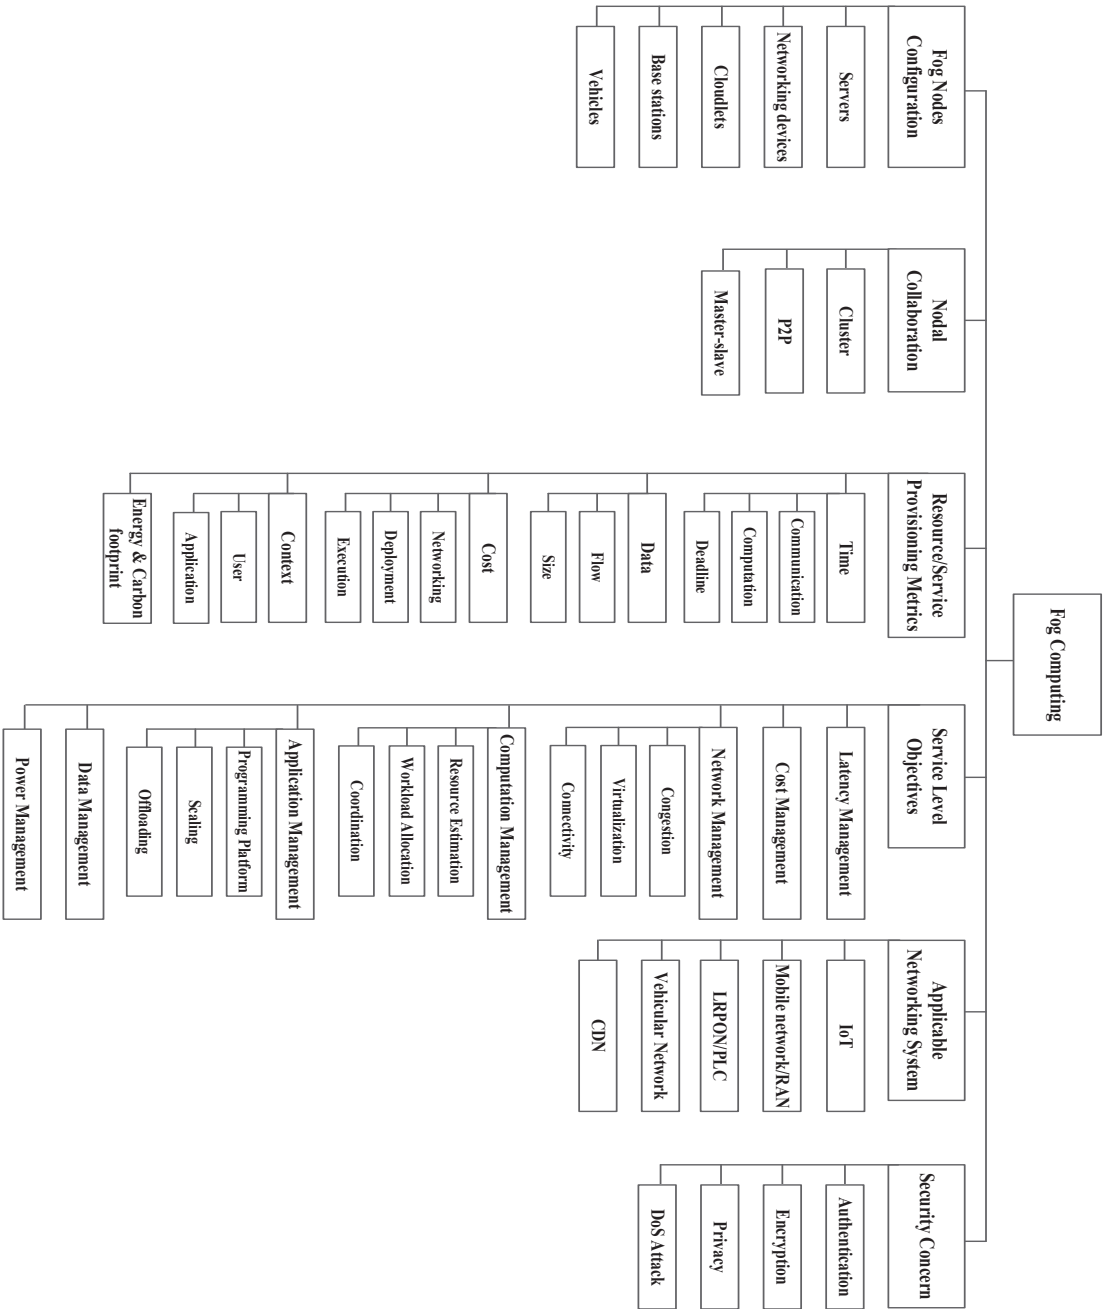 Fog Computing
Fog Nodes
Configuration
Servers
Networking devices
Cloudlets
Base stations
Vehicles
Nodal
Collaboration
Cluster
P2P
Master-slave
Resource/Service
Provisioning Metrics
Time
Communication
Computation
Deadline
Data
Flow
Size
Cost
Networking
Deployment
Execution
Context
User
Application
Energy & Carbon
footprint
Service Level
Objectives
Latency Management
Cost Management
Network Management
Congestion
Virtualization
Connectivity
Computation Management
Resource Estimation
Workload Allocation
Coordination
Application Management
Programming Platform
Scaling
Offloading
Data Management
Power Management
Applicable
Networking System
IoT
Mobile network/RAN
LRPON/PLC
Vehicular Network
CDN
Security Concern
Authentication
Encryption
Privacy
DoS Attack